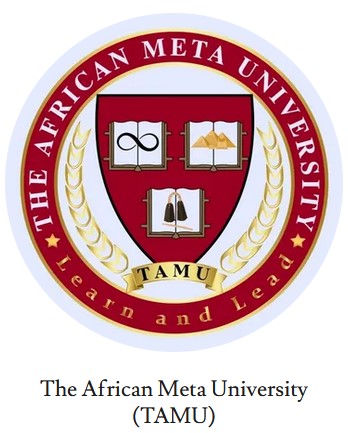 THE AFRICAN META UNIVERSITY
TAMU
Learn and Lead
The African Meta University
(TAMU)